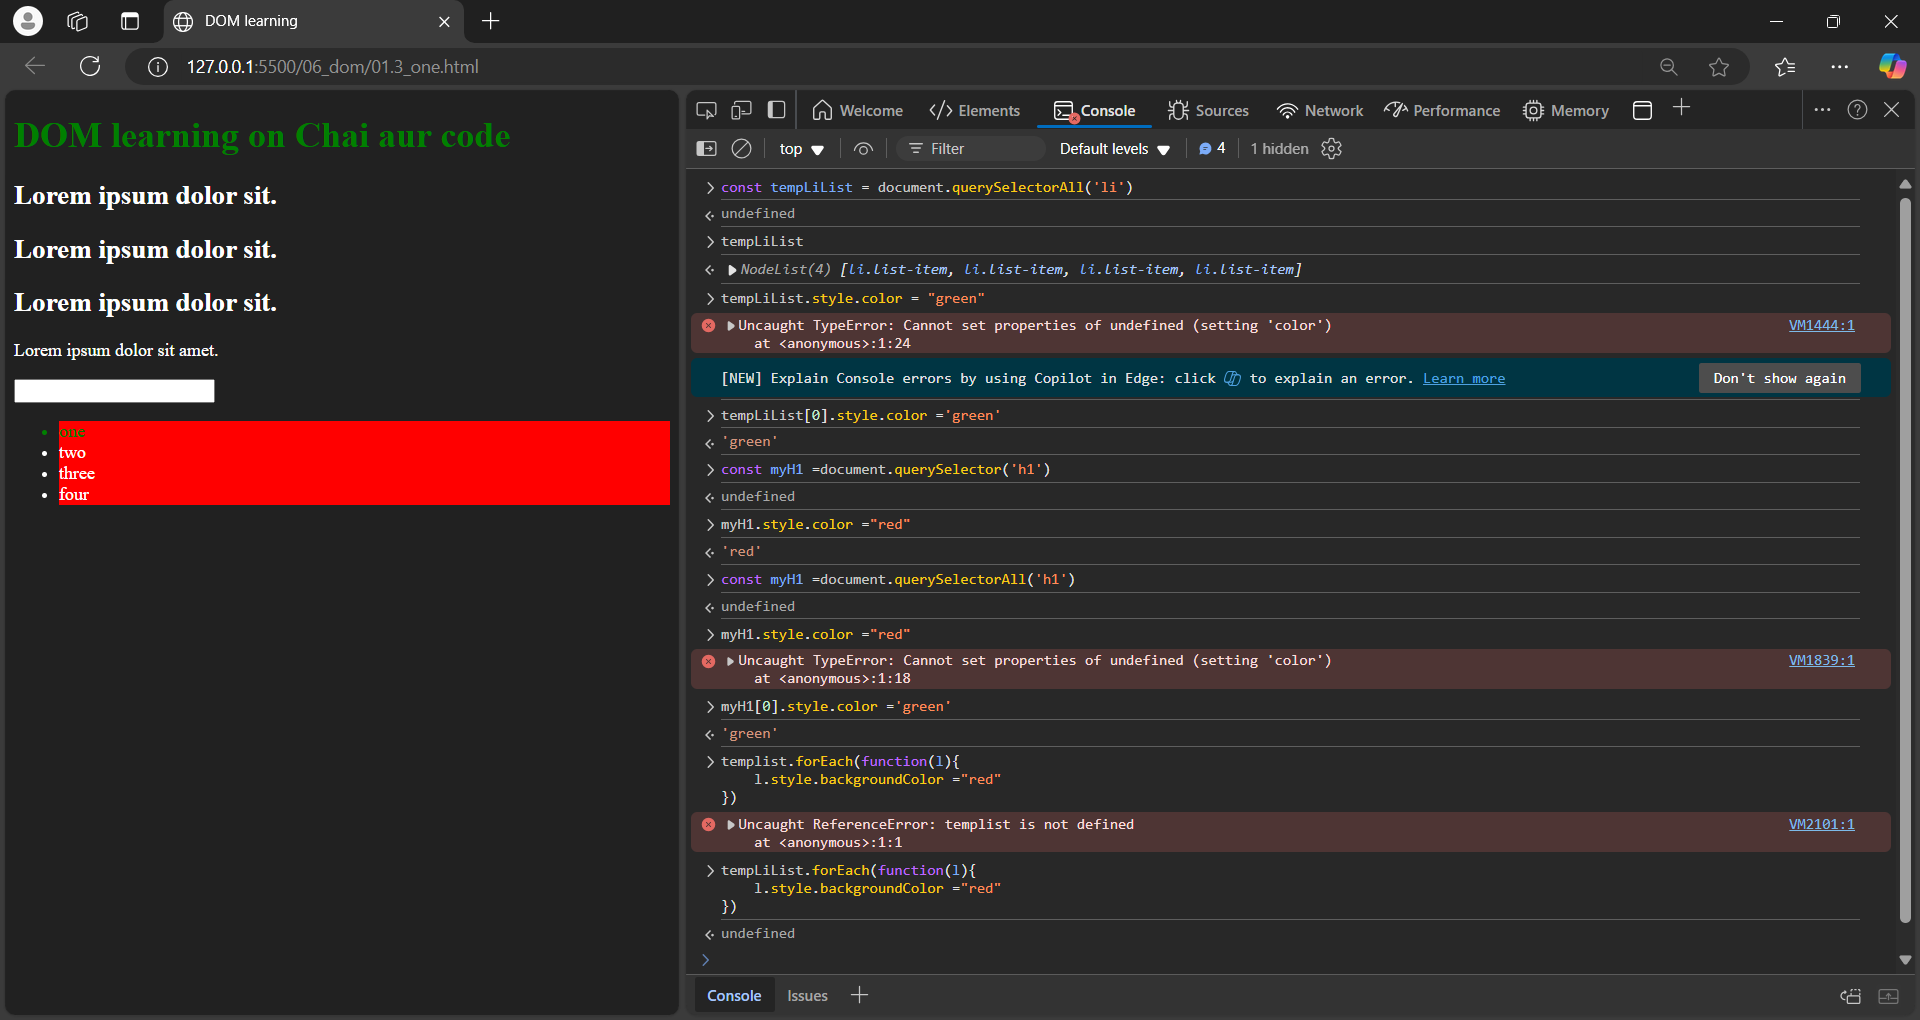 DOM learning
127.0.0.1:5500/06_dom/01.3_one.html
DOM learning on Chai aur code
Lorem ipsum dolor sit.
Lorem ipsum dolor sit.
Lorem ipsum dolor sit.
Lorem ipsum dolor sit amet.
one
two
three
four
Welcome Elements Console Sources Network Performance Memory
top Filter Default levels 4 1 hidden
const tempLiList = document.querySelectorAll('li')
undefined
tempLiList
NodeList(4) [li.list-item, li.list-item, li.list-item, li.list-item]
tempLiList.style.color = "green"
Uncaught TypeError: Cannot set properties of undefined (setting 'color') VM1444:1
at <anonymous>:1:24
[NEW] Explain Console errors by using Copilot in Edge: click to explain an error. Learn more Don't show again
tempLiList[0].style.color ='green'
'green'
const myH1 =document.querySelector('h1')
undefined
myH1.style.color ="red"
'red'
const myH1 =document.querySelectorAll('h1')
undefined
myH1.style.color ="red"
Uncaught TypeError: Cannot set properties of undefined (setting 'color') VM1839:1
at <anonymous>:1:18
myH1[0].style.color ='green'
'green'
templist.forEach(function(l){
l.style.backgroundColor ="red"
})
Uncaught ReferenceError: templist is not defined VM2101:1
at <anonymous>:1:1
tempLiList.forEach(function(l){
l.style.backgroundColor ="red"
})
undefined
Console Issues